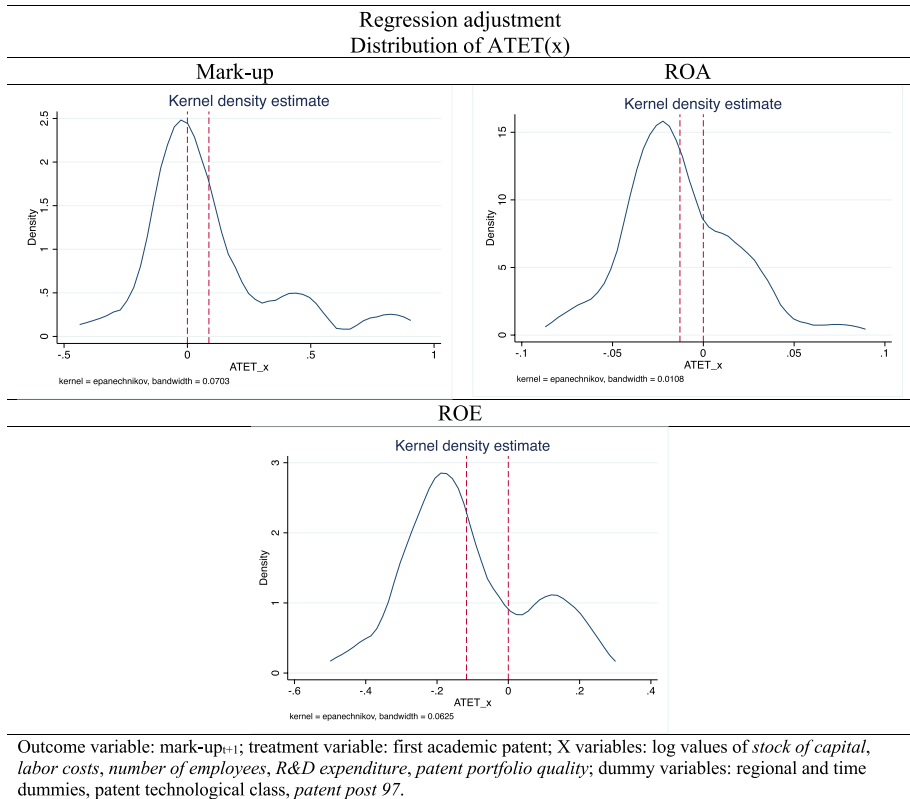 Regression adjustment
Distribution of ATET(x)
Mark-up
ROA
Kernel density estimate
2.5
2
1.5
1
.5
0
Density
-.5
0
.5
1
ATET_x
kernel = epanechnikov, bandwidth = 0.0703
Kernel density estimate
15
10
5
0
Density
-.1
-.05
0
.05
.1
ATET_x
kernel = epanechnikov, bandwidth = 0.0108
ROE
Kernel density estimate
3
2
1
0
Density
-.6
-.4
-.2
0
.2
.4
ATET_x
kernel = epanechnikov, bandwidth = 0.0625
Outcome variable: mark-upt+1; treatment variable: first academic patent; X variables: log values of stock of capital,
labor costs, number of employees, R&D expenditure, patent portfolio quality; dummy variables: regional and time
dummies, patent technological class, patent post 97.